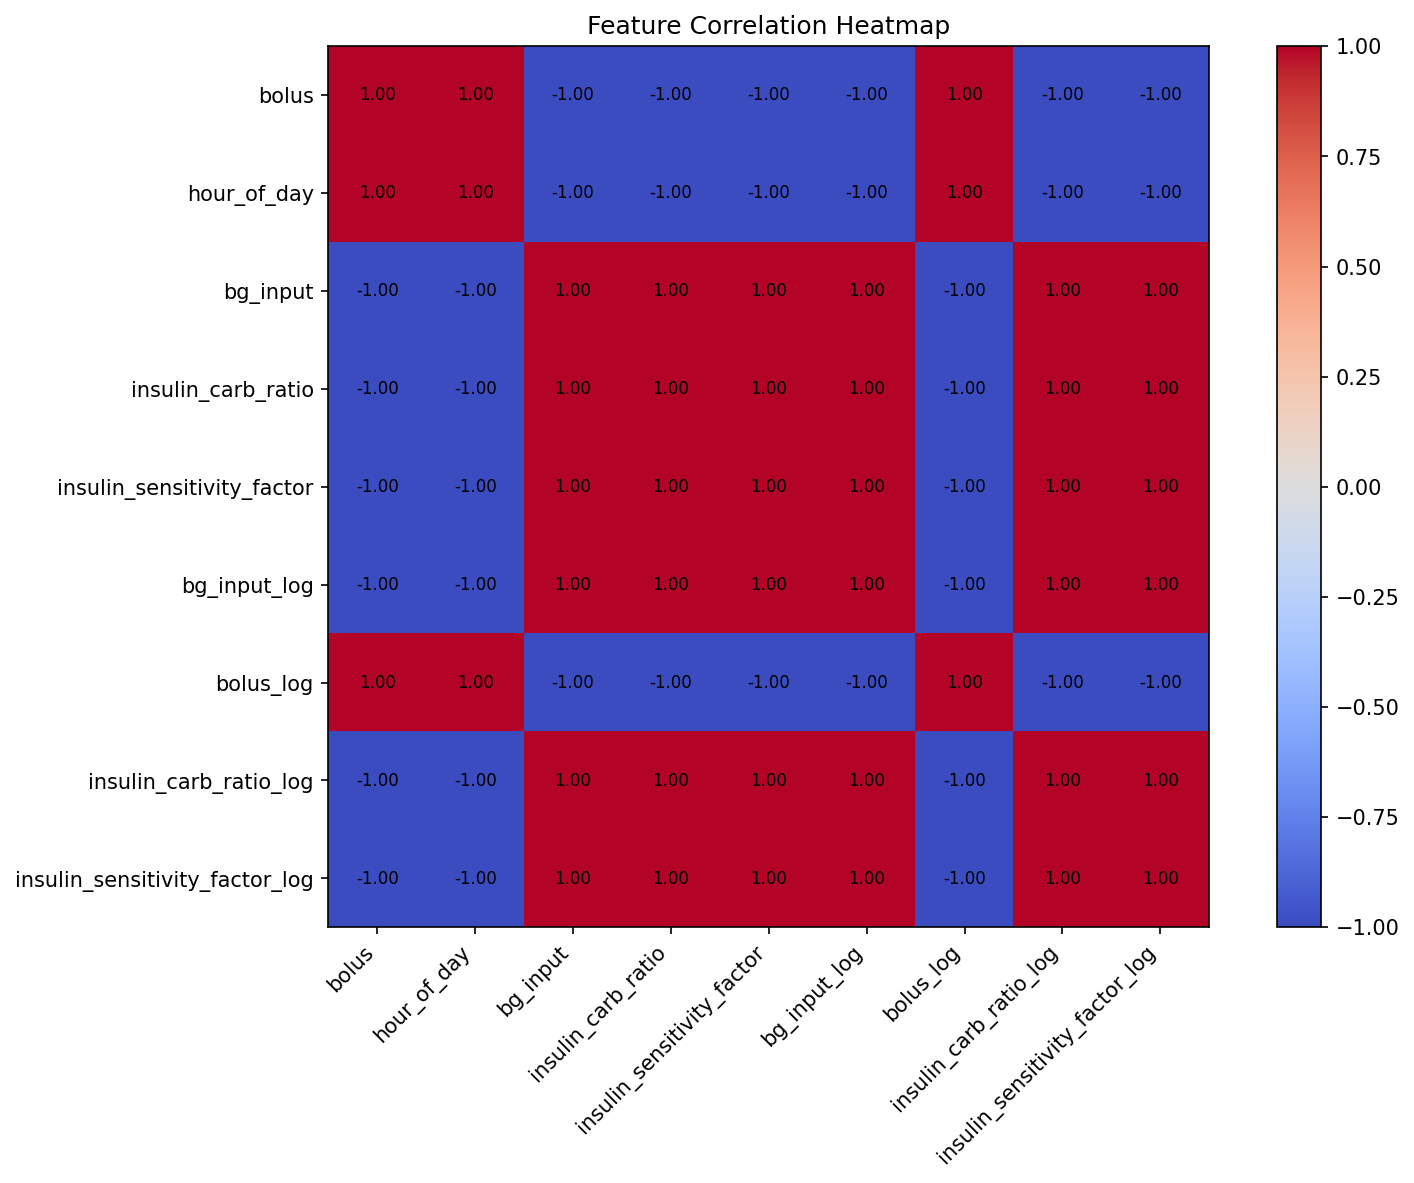 Feature Correlation Heatmap
bolus 1.00 1.00 -1.00 -1.00 -1.00 -1.00 1.00 -1.00 -1.00
hour_of_day 1.00 1.00 -1.00 -1.00 -1.00 -1.00 1.00 -1.00 -1.00
bg_input -1.00 -1.00 1.00 1.00 1.00 1.00 -1.00 1.00 1.00
insulin_carb_ratio -1.00 -1.00 1.00 1.00 1.00 1.00 -1.00 1.00 1.00
insulin_sensitivity_factor -1.00 -1.00 1.00 1.00 1.00 1.00 -1.00 1.00 1.00
bg_input_log -1.00 -1.00 1.00 1.00 1.00 1.00 -1.00 1.00 1.00
bolus_log 1.00 1.00 -1.00 -1.00 -1.00 -1.00 1.00 -1.00 -1.00
insulin_carb_ratio_log -1.00 -1.00 1.00 1.00 1.00 1.00 -1.00 1.00 1.00
insulin_sensitivity_factor_log -1.00 -1.00 1.00 1.00 1.00 1.00 -1.00 1.00 1.00
bolus
hour_of_day
bg_input
insulin_carb_ratio
insulin_sensitivity_factor
bg_input_log
bolus_log
insulin_carb_ratio_log
insulin_sensitivity_factor_log
1.00
0.75
0.50
0.25
0.00
−0.25
−0.50
−0.75
−1.00